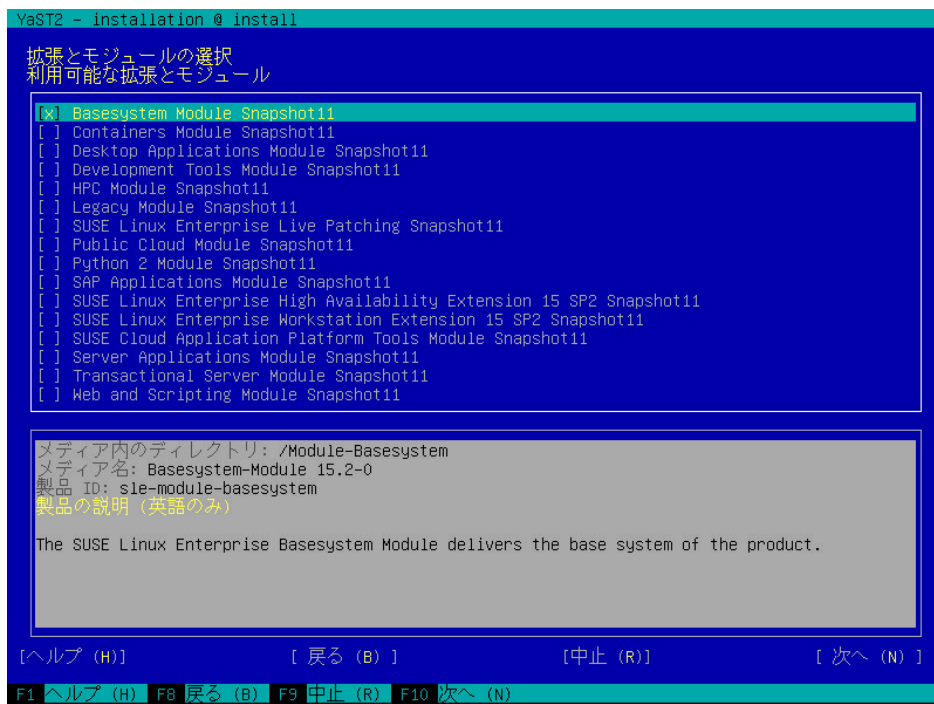 YaST2 - installation @ install
拡張とモジュールの選択
利用可能な拡張とモジュール
[x] Basesystem Module Snapshot11
[ ] Containers Module Snapshot11
[ ] Desktop Applications Module Snapshot11
[ ] Development Tools Module Snapshot11
[ ] HPC Module Snapshot11
[ ] Legacy Module Snapshot11
[ ] SUSE Linux Enterprise Live Patching Snapshot11
[ ] Public Cloud Module Snapshot11
[ ] Python 2 Module Snapshot11
[ ] SAP Applications Module Snapshot11
[ ] SUSE Linux Enterprise High Availability Extension 15 SP2 Snapshot11
[ ] SUSE Linux Enterprise Workstation Extension 15 SP2 Snapshot11
[ ] SUSE Cloud Application Platform Tools Module Snapshot11
[ ] Server Applications Module Snapshot11
[ ] Transactional Server Module Snapshot11
[ ] Web and Scripting Module Snapshot11
メディア内のディレクトリ: /Module-Basesystem
メディア名: Basesystem-Module 15.2-0
製品 ID: sle-module-basesystem
製品の説明 (英語のみ)
The SUSE Linux Enterprise Basesystem Module delivers the base system of the product.
[ヘルプ (H)] [ 戻る (B) ] [中止 (R)] [ 次へ (N) ]
F1 ヘルプ (H) F8 戻る (B) F9 中止 (R) F10 次へ (N)